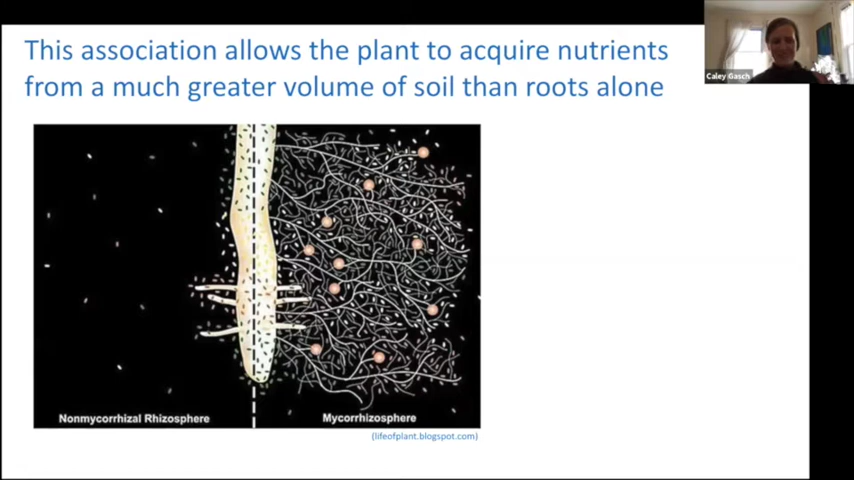 This association allows the plant to acquire nutrients
from a much greater volume of soil than roots alone
Caley Gasch
Nonmycorrhizal Rhizosphere
Mycorrhizosphere
(lifeofplant.blogspot.com)